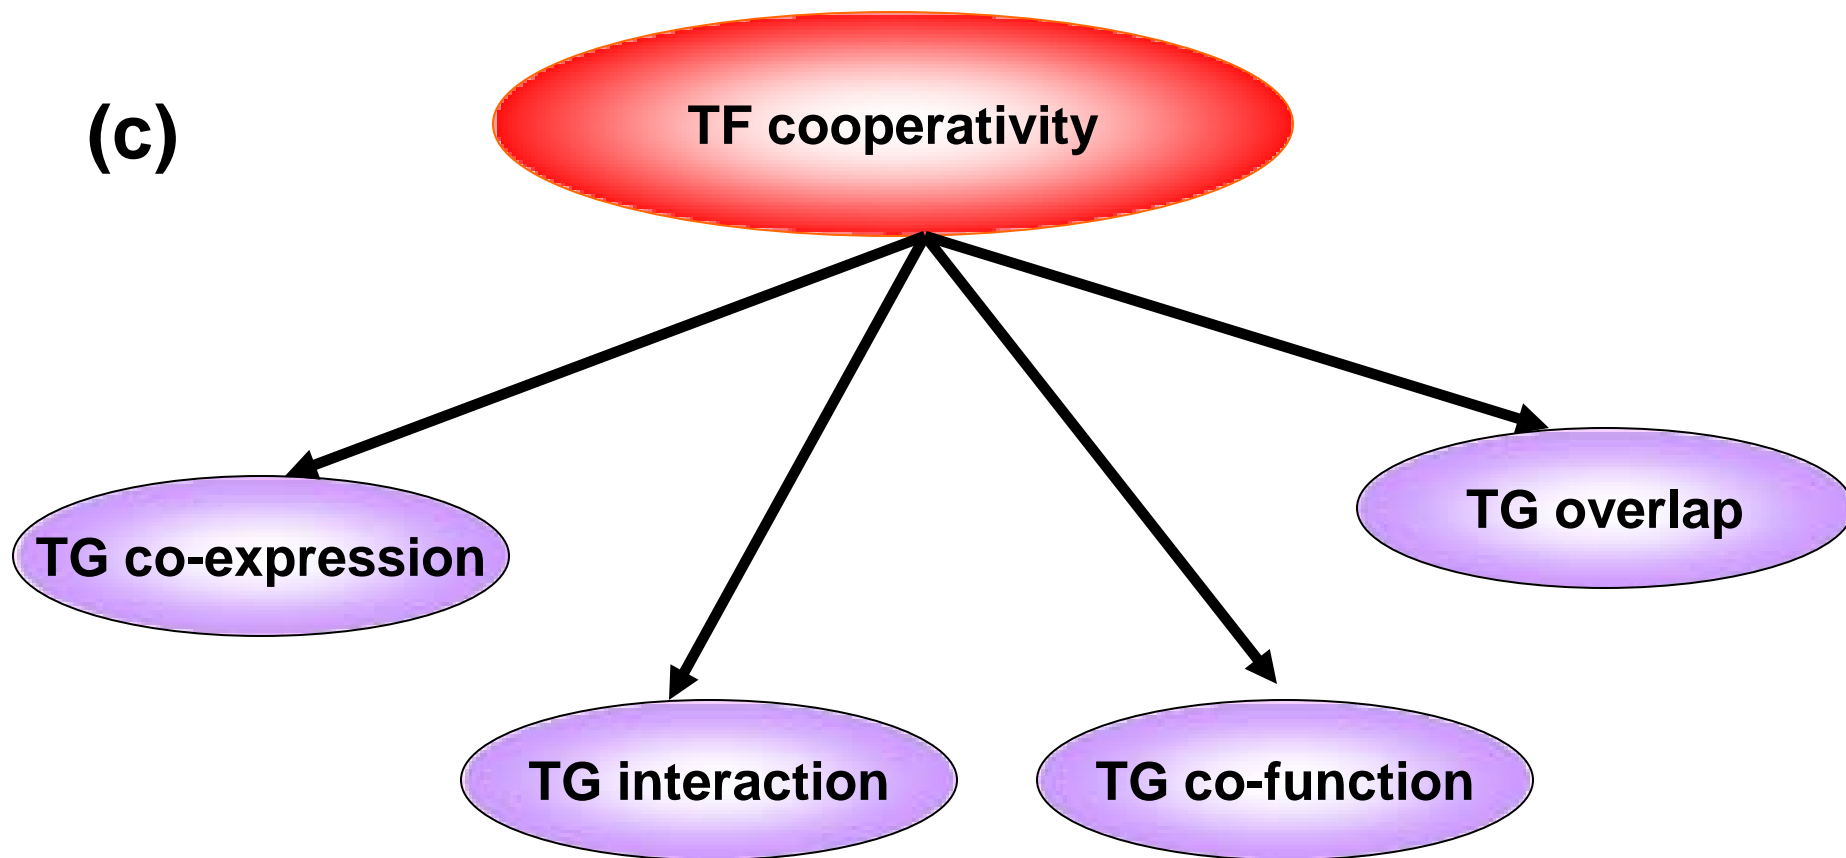 (c)
TF cooperativity
TG co-expression
TG overlap
TG interaction
TG co-function